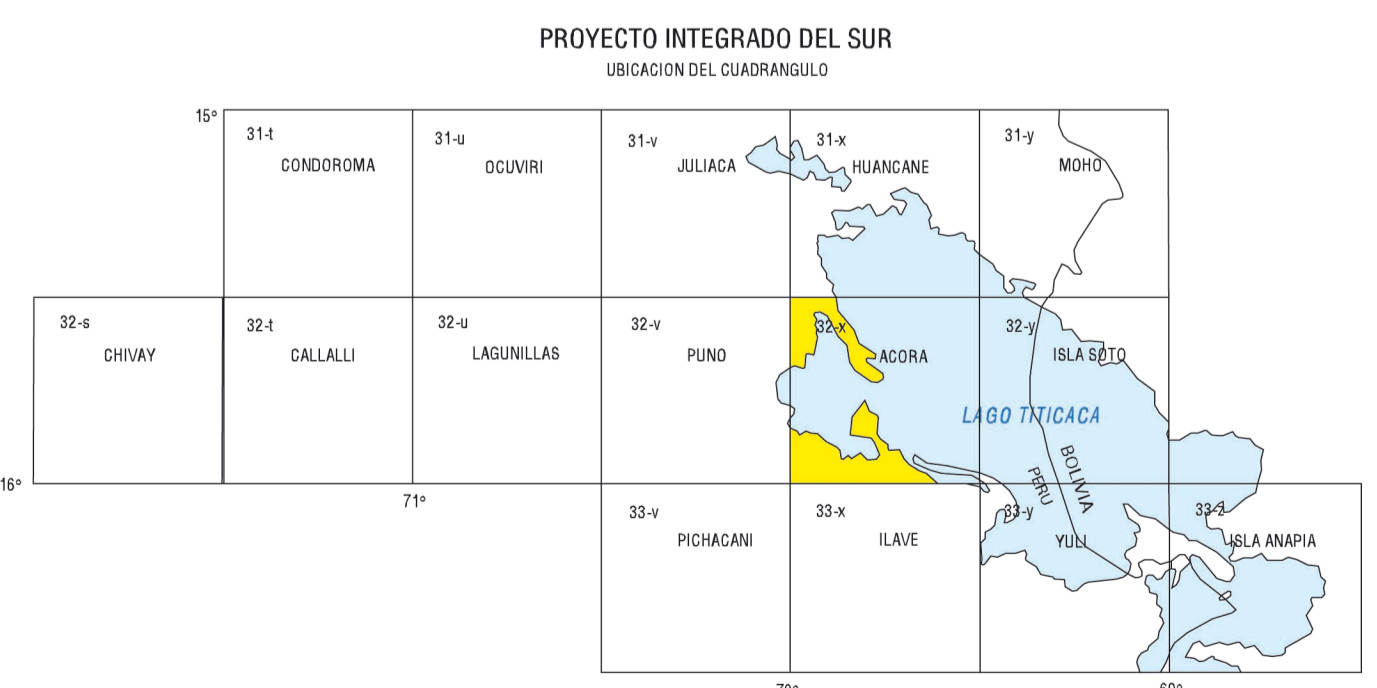 PROYECTO INTEGRADO DEL SUR
UBICACION DEL CUADRANGULO
15°
31-t
CONDOROMA
31-u
OCUVIRI
31-v
JULIACA
31-x
HUANCANE
31-y
MOHO
32-s
CHIVAY
32-t
CALLALLI
32-u
LAGUNILLAS
32-v
PUNO
32-x
ACORA
32-y
ISLA SOTO
LAGO TITICACA
BOLIVIA
PERU
16°
71°
33-v
PICHACANI
33-x
ILAVE
33-y
YULI
33-z
ISLA ANAPIA